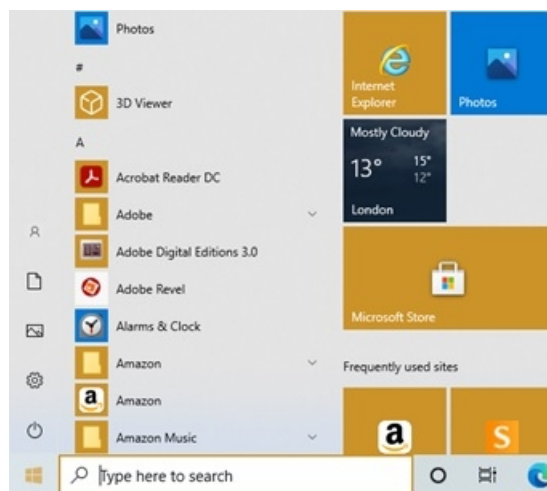 Photos
#
3D Viewer
A
Acrobat Reader DC
Adobe
Adobe Digital Editions 3.0
Adobe Revel
Alarms & Clock
Amazon
Amazon
Amazon Music
Internet
Explorer
Photos
Mostly Cloudy
13°
15°
12°
London
Microsoft Store
Frequently used sites
a
a
S
Type here to search